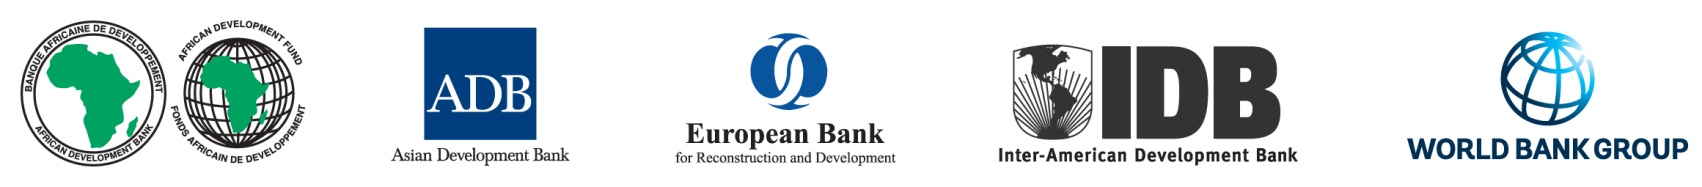 BANQUE AFRICAINE DE DEVELOPPEMENT
AFRICAN DEVELOPMENT BANK
AFRICAN DEVELOPMENT FUND
FONDS AFRICAIN DE DEVELOPPEMENT
ADB
Asian Development Bank
European Bank
for Reconstruction and Development
IDB
Inter-American Development Bank
WORLD BANK GROUP